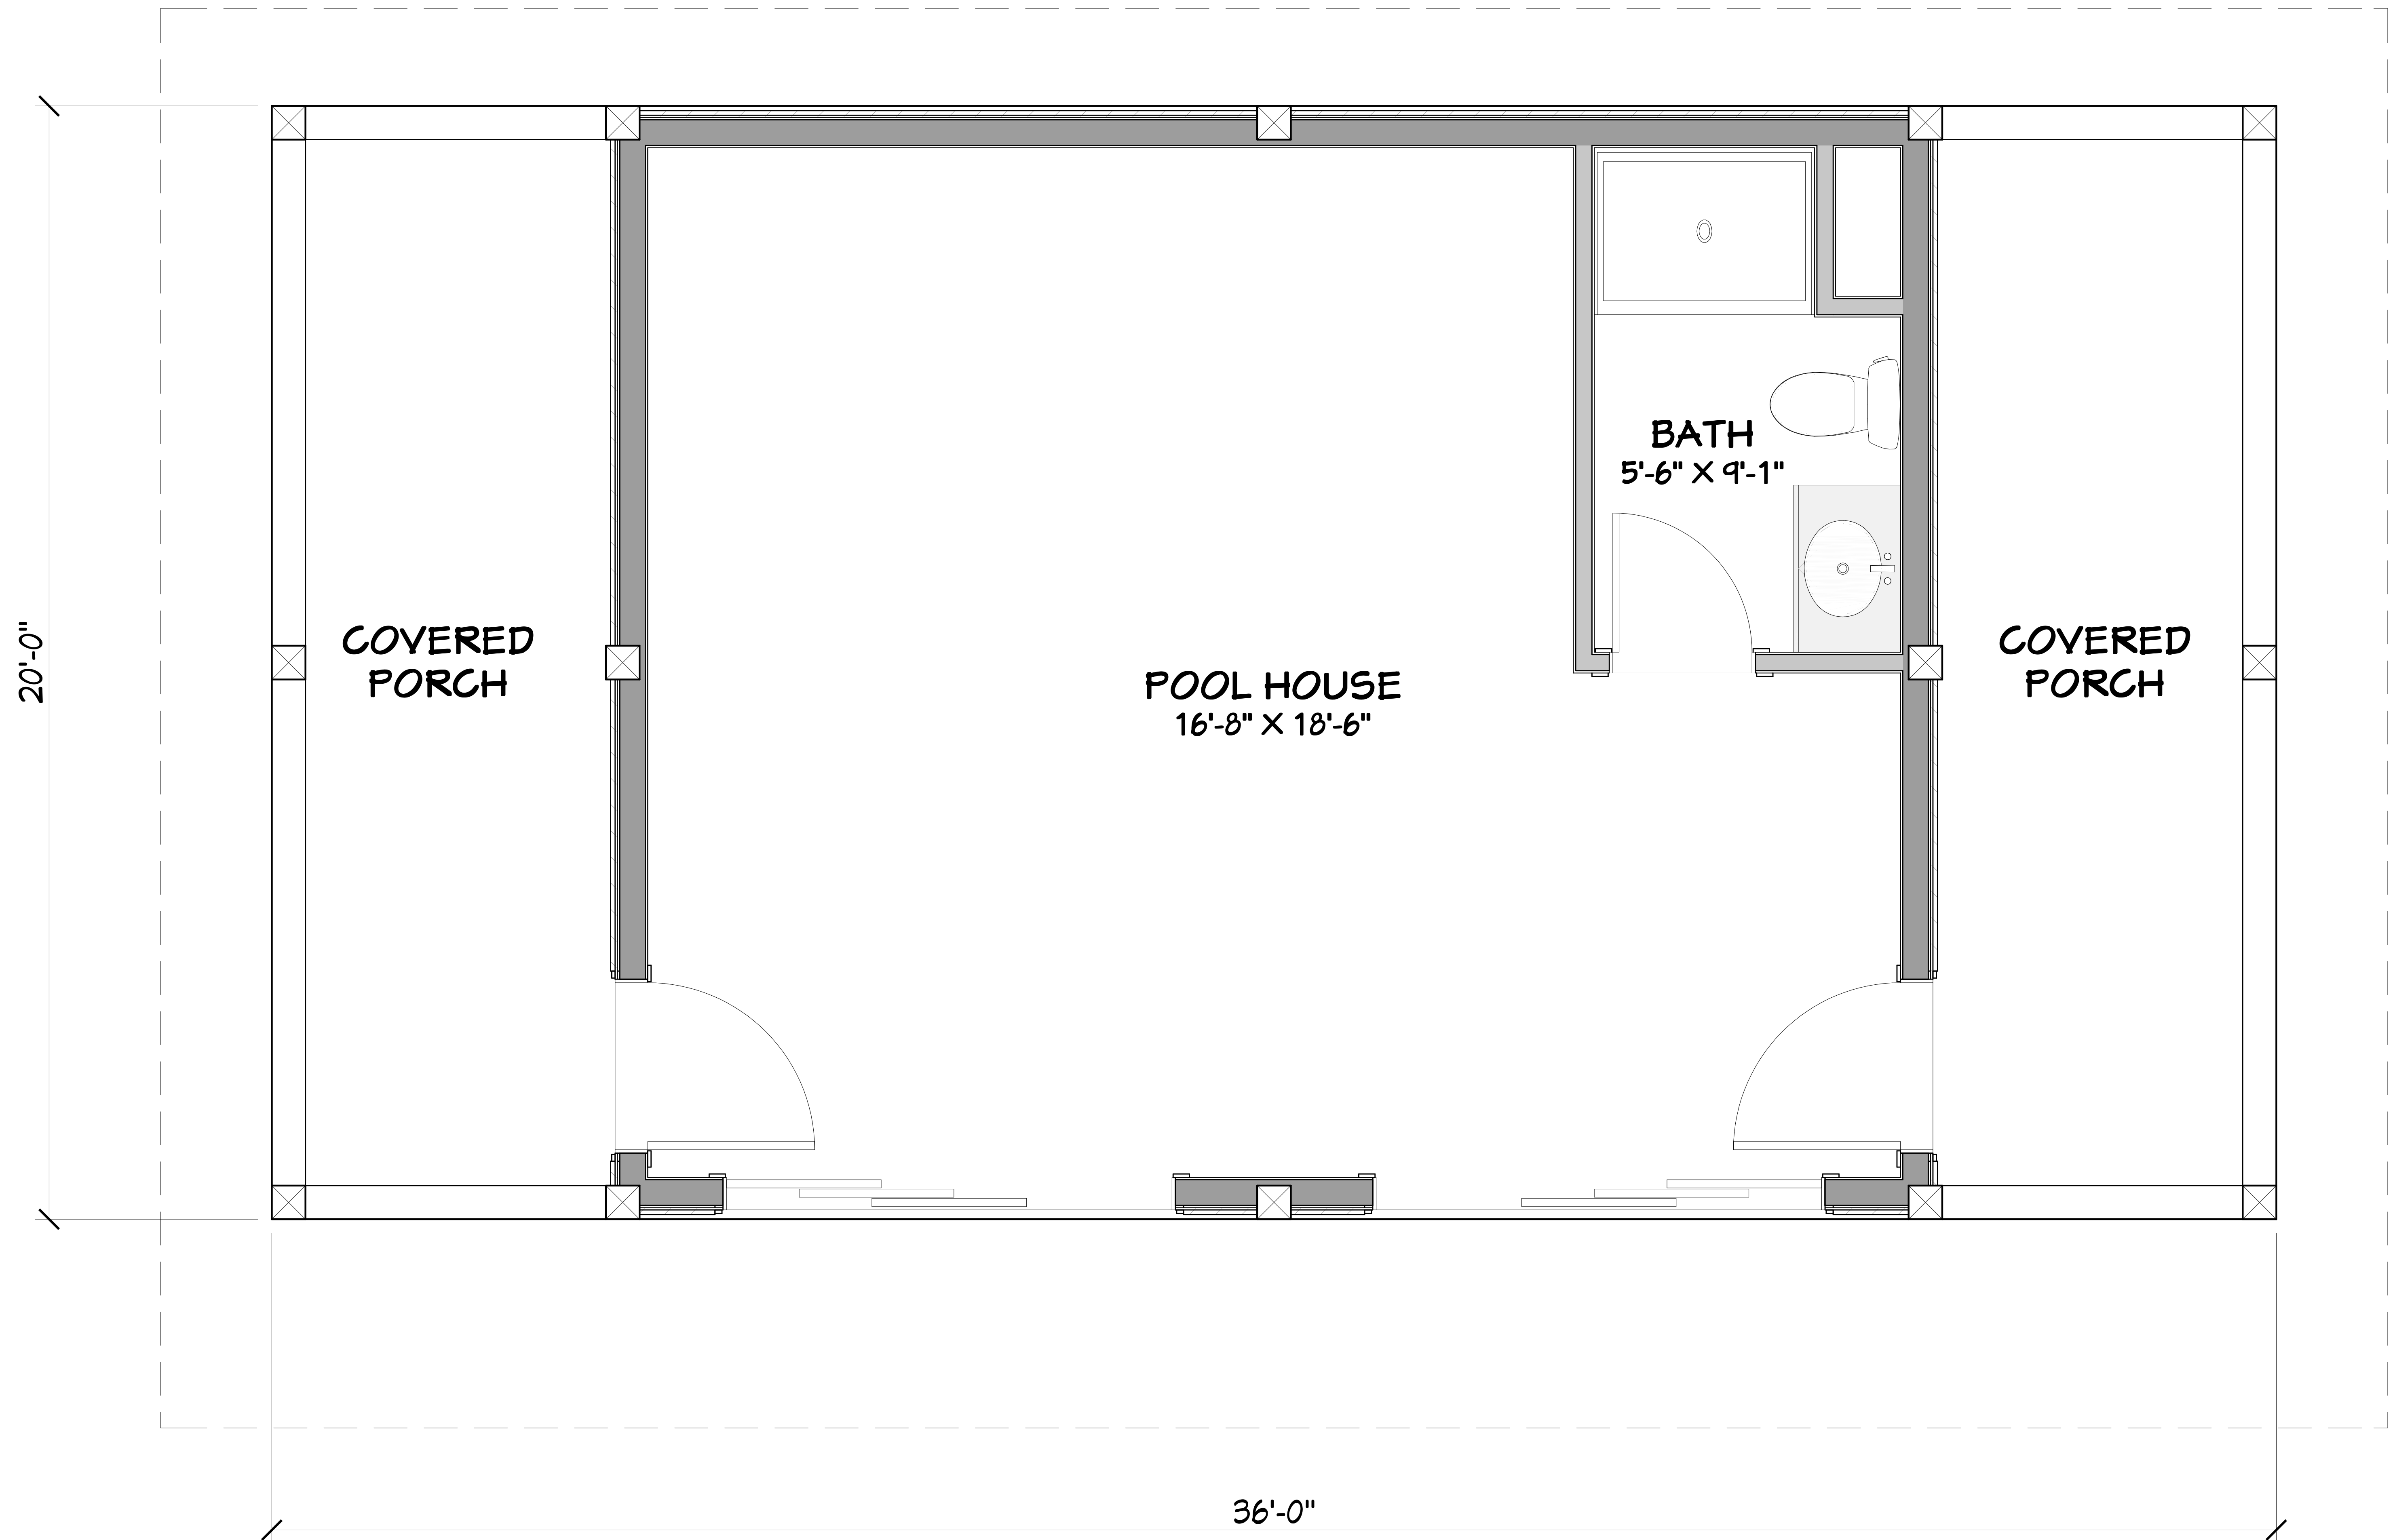 BATH
5'-6" X 9'-1"
COVERED
PORCH
POOL HOUSE
16'-8" X 18'-6"
COVERED
PORCH
20'-0"
36'-0"